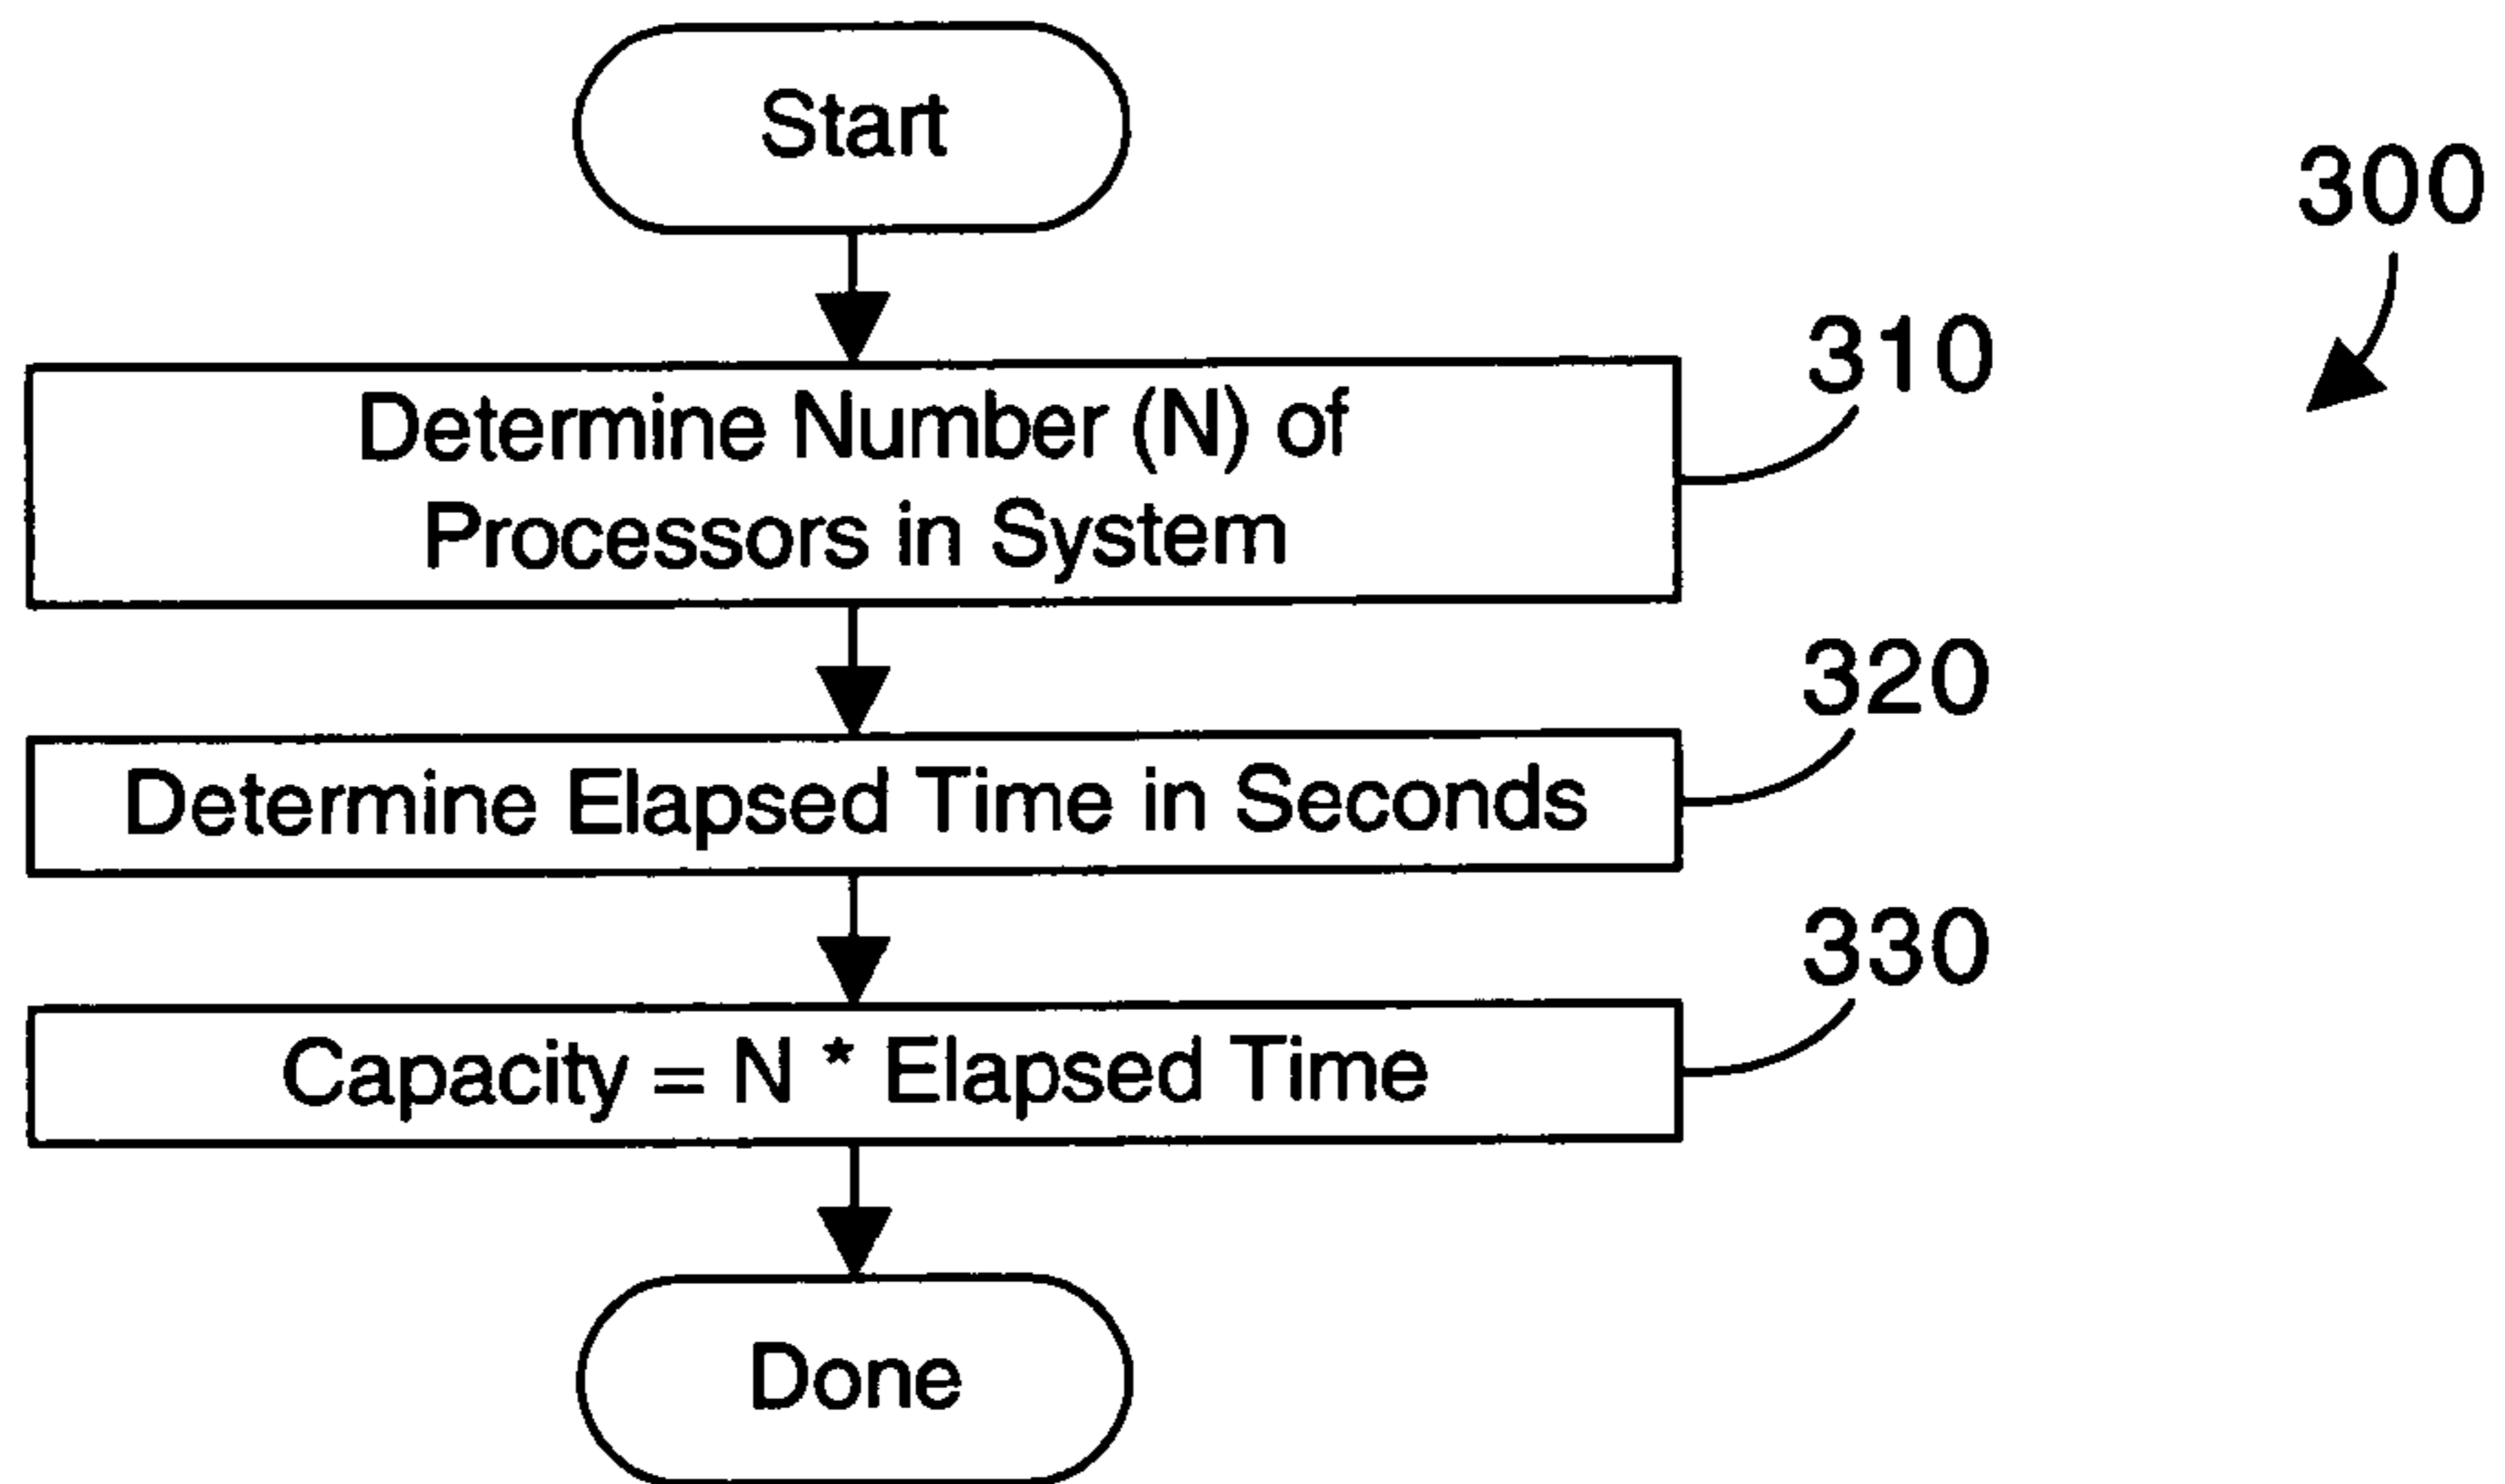 Start
300
310
Determine Number (N) of
Processors in System
320
Determine Elapsed Time in Seconds
330
Capacity = N * Elapsed Time
Done